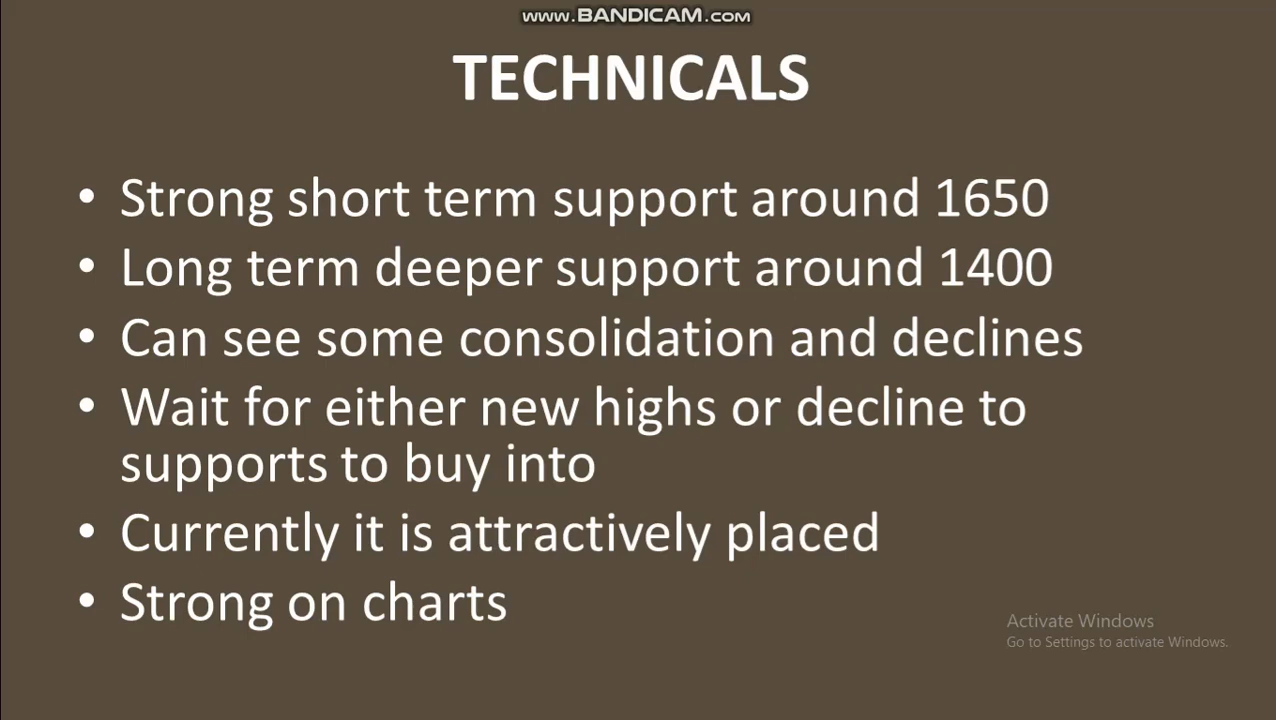 www.BANDICAM.com
TECHNICALS
• Strong short term support around 1650
• Long term deeper support around 1400
• Can see some consolidation and declines
• Wait for either new highs or decline to
supports to buy into
• Currently it is attractively placed
• Strong on charts
Activate Windows
Go to Settings to activate Windows.